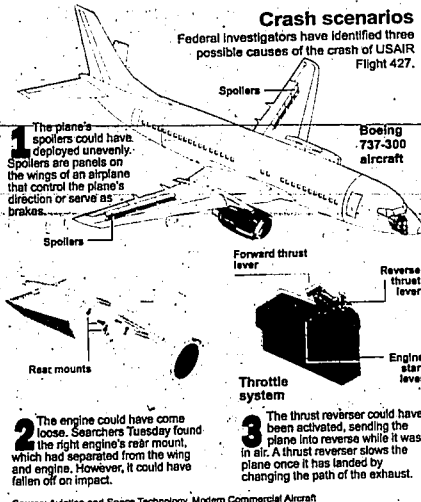 Crash scenarios
Federal investigators have identified three
possible causes of the crash of USAIR
Flight 427.
Spoilers
1 The plane's
spoilers could have
deployed unevenly.
Spoilers are panels on
the wings of an airplane
that control the plane's
direction or serve as
brakes.
Boeing
737-300
aircraft
Spoilers
Forward thrust
lever
Reverse
thrust
lever
Rear mounts
Engine
star
leve
Throttle
system
2 The engine could have come
loose. Searchers Tuesday found
the right engine's rear mount,
which had separated from the wing
and engine. However, it could have
fallen off on impact.
3 The thrust reverser could have
been activated, sending the
plane into reverse while it was
in air. A thrust reverser slows the
plane once it has landed by
changing the path of the exhaust.
Aviation and Space Technology, Modern Commercial Aircraft